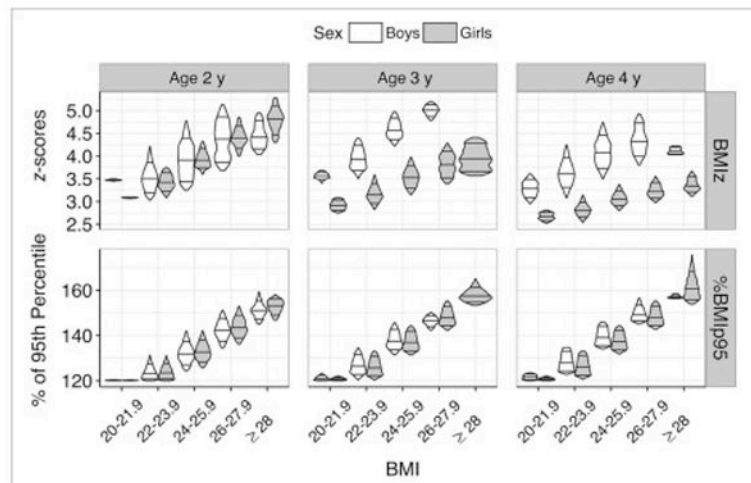 Sex Boys Girls
Age 2 y Age 3 y Age 4 y
z-scores
5.0
4.5
4.0
3.5
3.0
2.5
BMIz
% of 95th Percentile
160
140
120
%BMIp95
20-21.9 22-23.9 24-25.9 26-27.9 ≥ 28 20-21.9 22-23.9 24-25.9 26-27.9 ≥ 28 20-21.9 22-23.9 24-25.9 26-27.9 ≥ 28
BMI